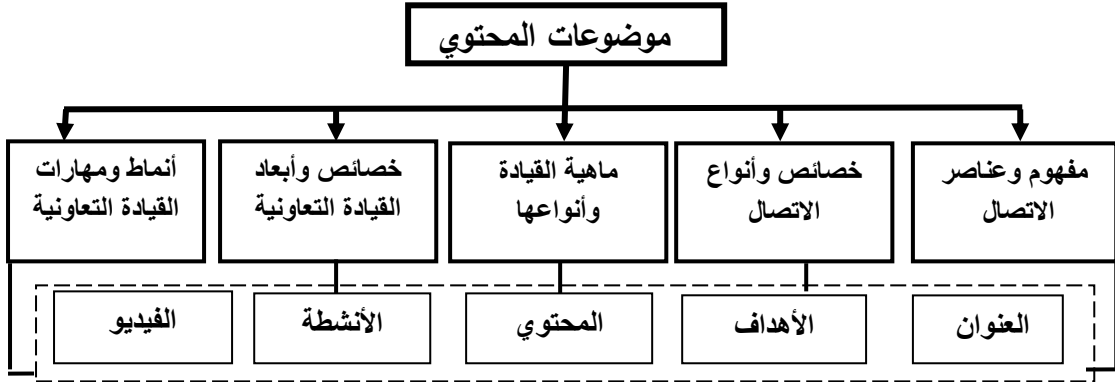 موضوعات المحتوي
مفهوم وعناصر
الاتصال
خصائص وأنواع
الاتصال
ماهية القيادة
وأنواعها
خصائص وأبعاد
القيادة التعاونية
أنماط ومهارات
القيادة التعاونية
العنوان
الأهداف
المحتوي
الأنشطة
الفيديو